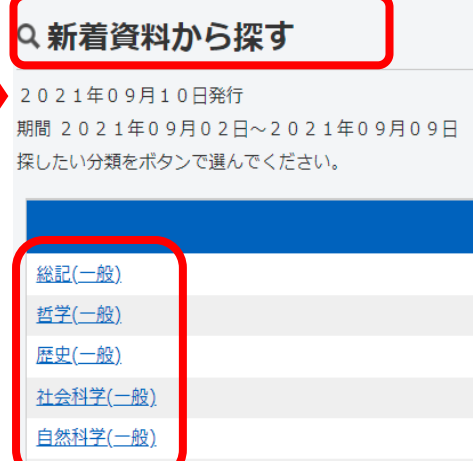 新着資料から探す
２０２１年０９月１０日発行
期間 ２０２１年０９月０２日～２０２１年０９月０９日
探したい分類をボタンで選んでください。
総記(一般)
哲学(一般)
歴史(一般)
社会科学(一般)
自然科学(一般)